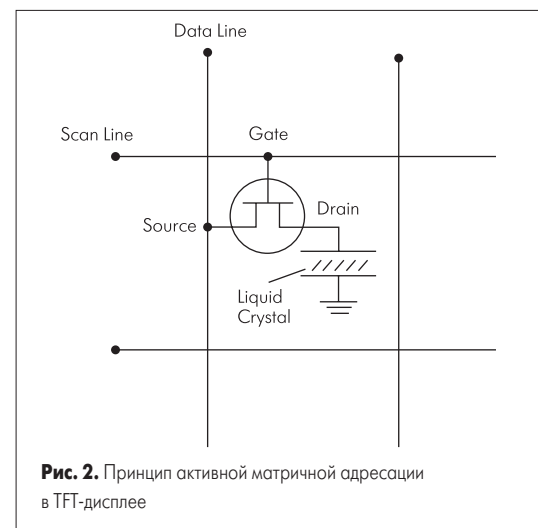 Data Line
Scan Line
Gate
Source
Drain
Liquid
Crystal
Рис. 2. Принцип активной матричной адресации
в TFT-дисплее